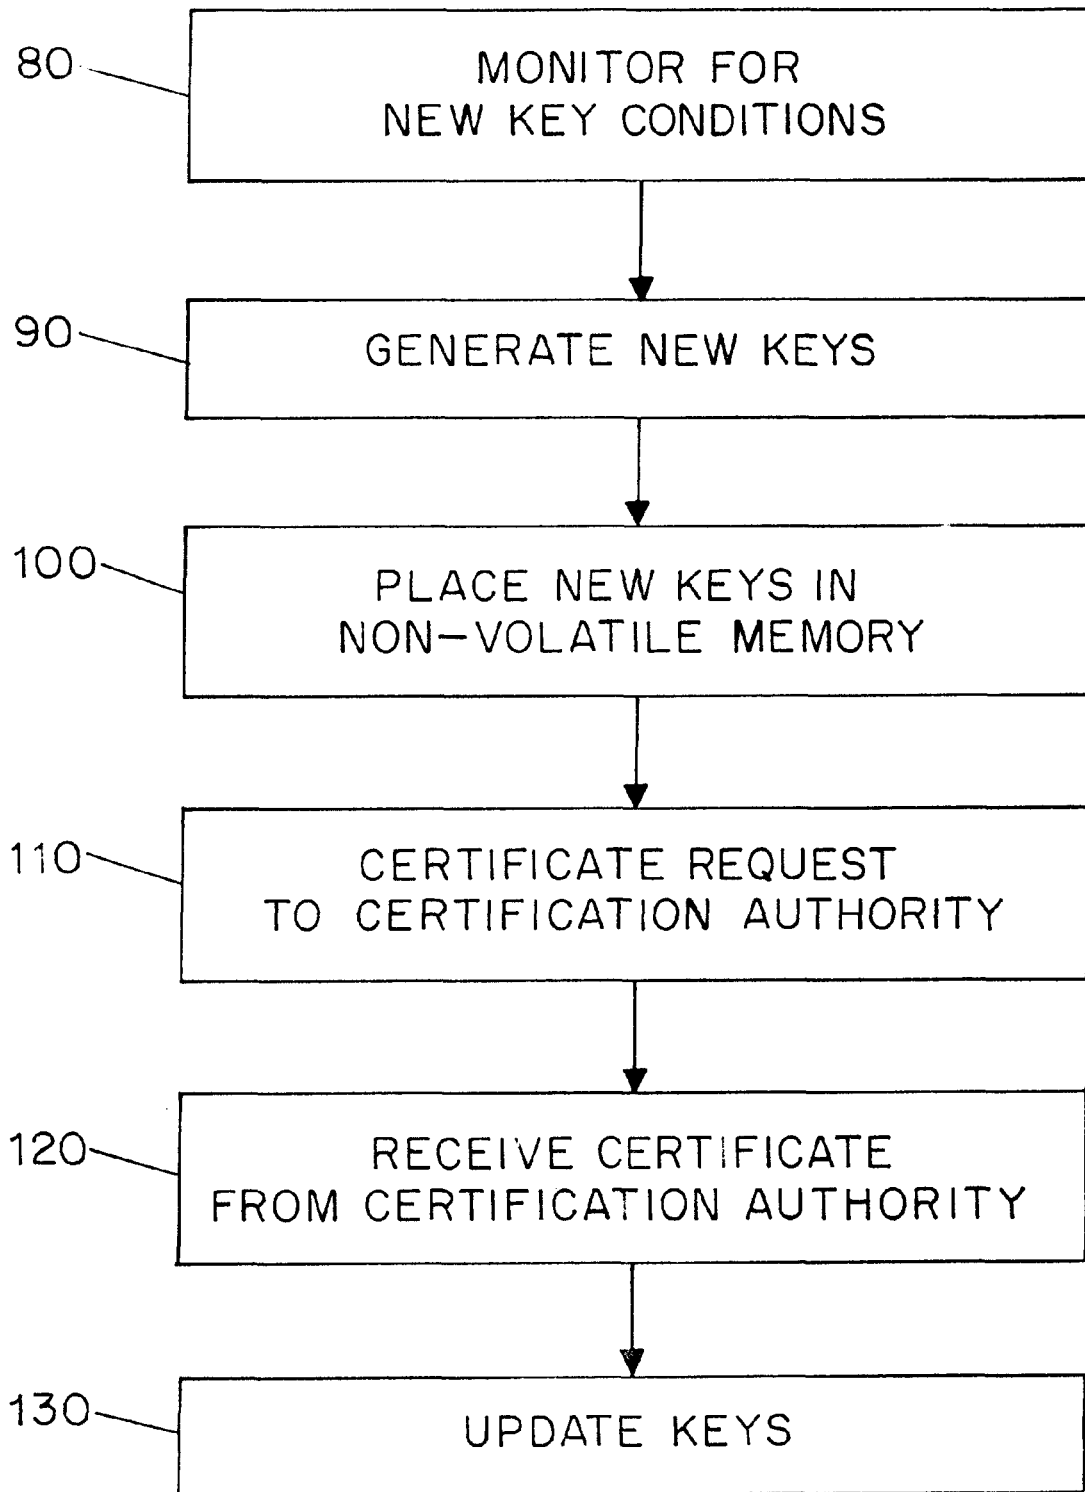 80
MONITOR FOR
NEW KEY CONDITIONS
90
GENERATE NEW KEYS
100
PLACE NEW KEYS IN
NON-VOLATILE MEMORY
110
CERTIFICATE REQUEST
TO CERTIFICATION AUTHORITY
120
RECEIVE CERTIFICATE
FROM CERTIFICATION AUTHORITY
130
UPDATE KEYS